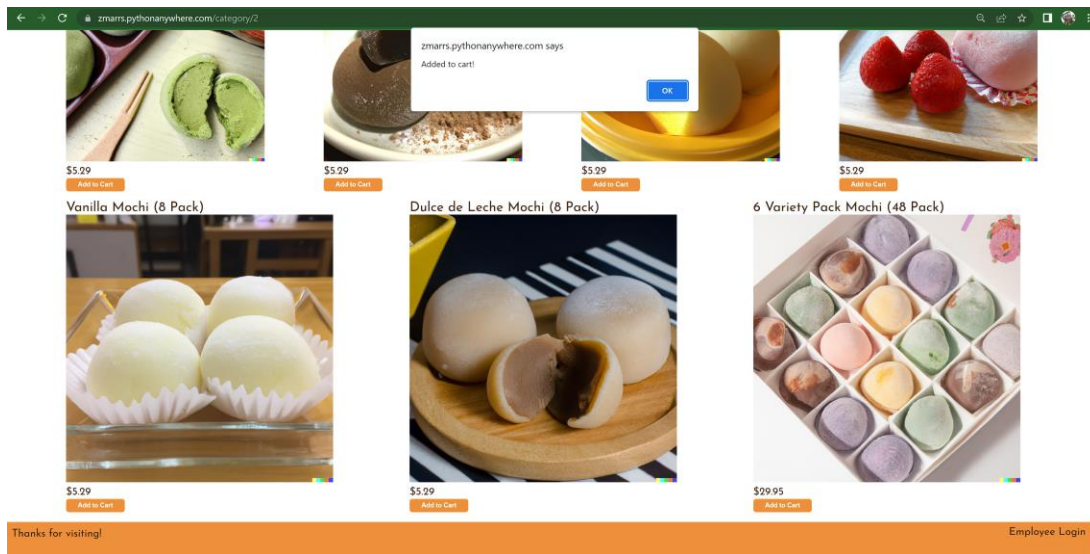 zmarrs.pythonanywhere.com/category/2
zmarrs.pythonanywhere.com says
Added to cart!
OK
$5.29
$5.29
$5.29
$5.29
Add to Cart
Add to Cart
Add to Cart
Add to Cart
Vanilla Mochi (8 Pack)
Dulce de Leche Mochi (8 Pack)
6 Variety Pack Mochi (48 Pack)
$5.29
$5.29
$29.95
Add to Cart
Add to Cart
Add to Cart
Thanks for visiting!
Employee Login